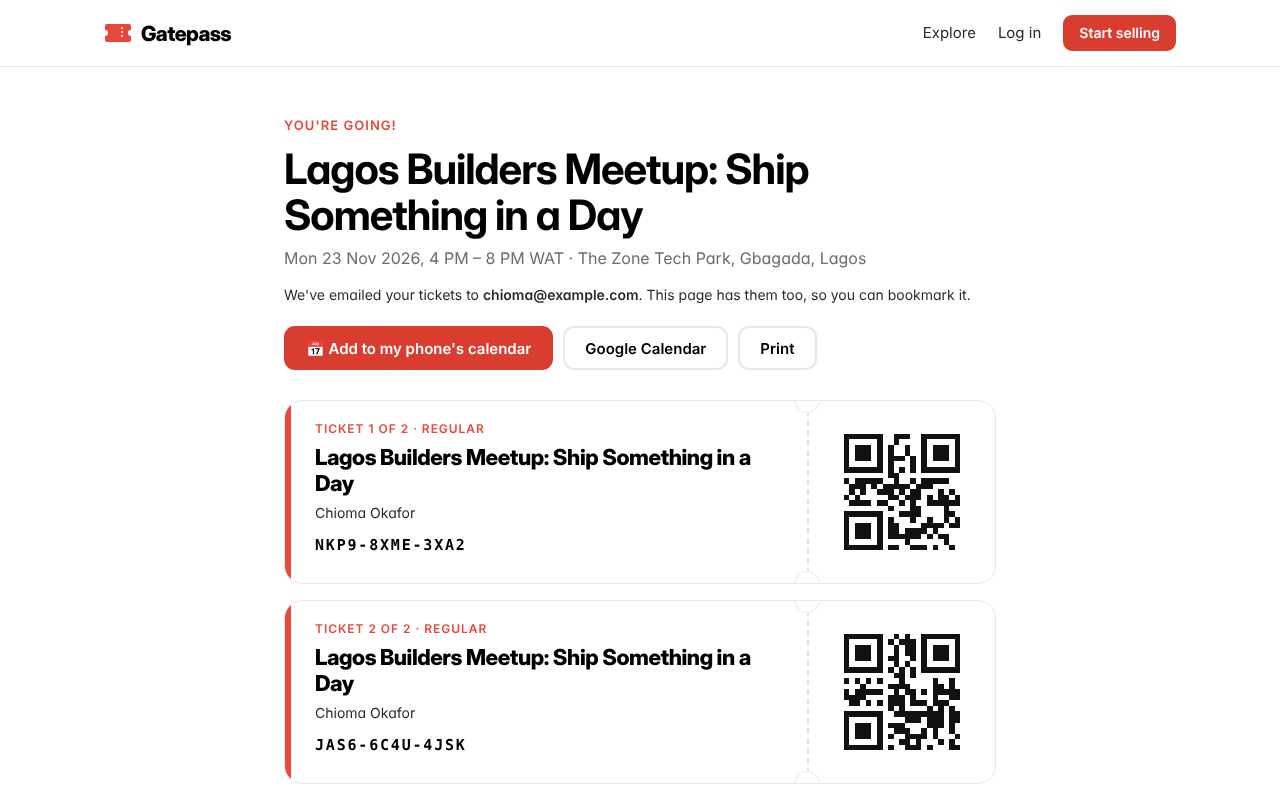 Gatepass
Explore
Log in
Start selling
YOU'RE GOING!
Lagos Builders Meetup: Ship
Something in a Day
Mon 23 Nov 2026, 4 PM – 8 PM WAT · The Zone Tech Park, Gbagada, Lagos
We've emailed your tickets to chioma@example.com. This page has them too, so you can bookmark it.
📅 Add to my phone's calendar
Google Calendar
Print
TICKET 1 OF 2 · REGULAR
Lagos Builders Meetup: Ship Something in a
Day
Chioma Okafor
NKP9-8XME-3XA2
TICKET 2 OF 2 · REGULAR
Lagos Builders Meetup: Ship Something in a
Day
Chioma Okafor
JAS6-6C4U-4JSK